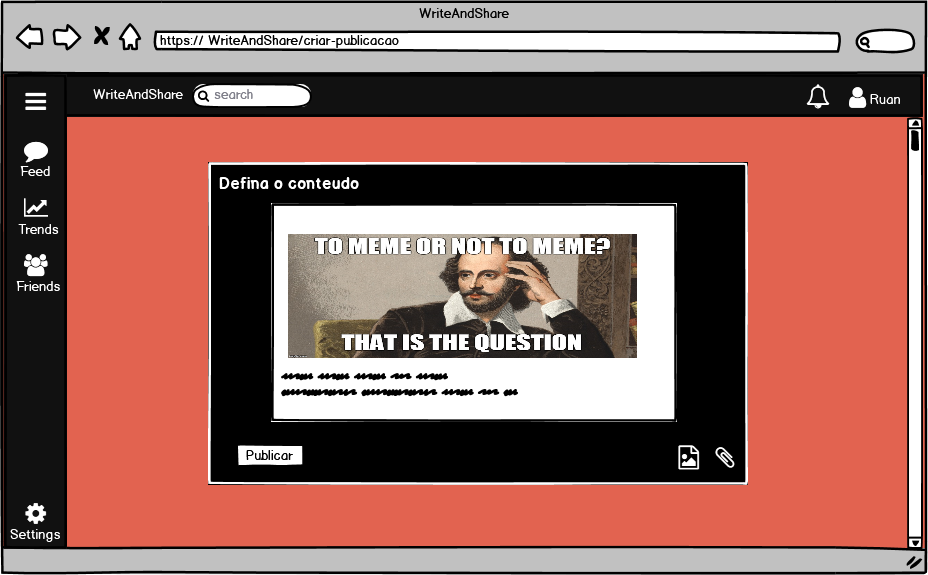 WriteAndShare
https:// WriteAndShare/criar-publicacao
WriteAndShare
search
Ruan
Feed
Trends
Friends
Settings
Defina o conteudo
TO MEME OR NOT TO MEME?
THAT IS THE QUESTION
Publicar